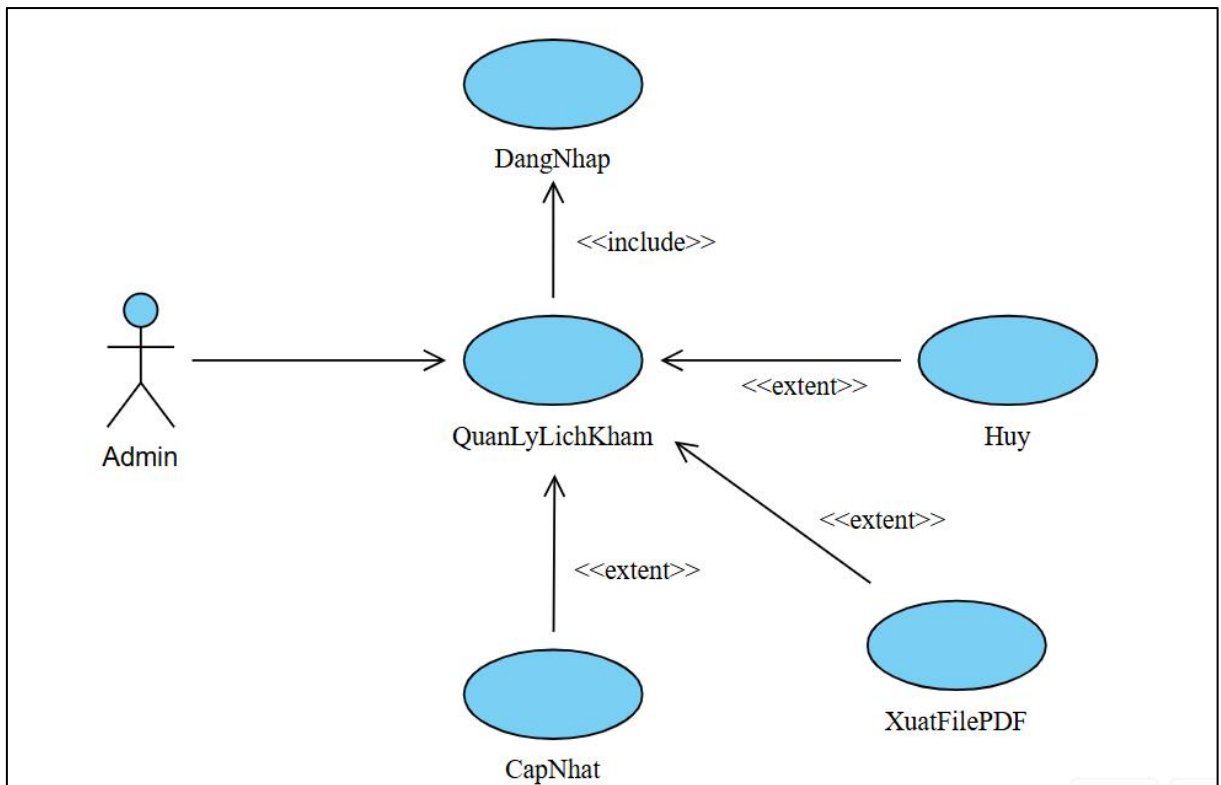 DangNhap
<<include>>
Admin
QuanLyLichKham
<<extent>>
Huy
<<extent>>
<<extent>>
XuatFilePDF
CapNhat